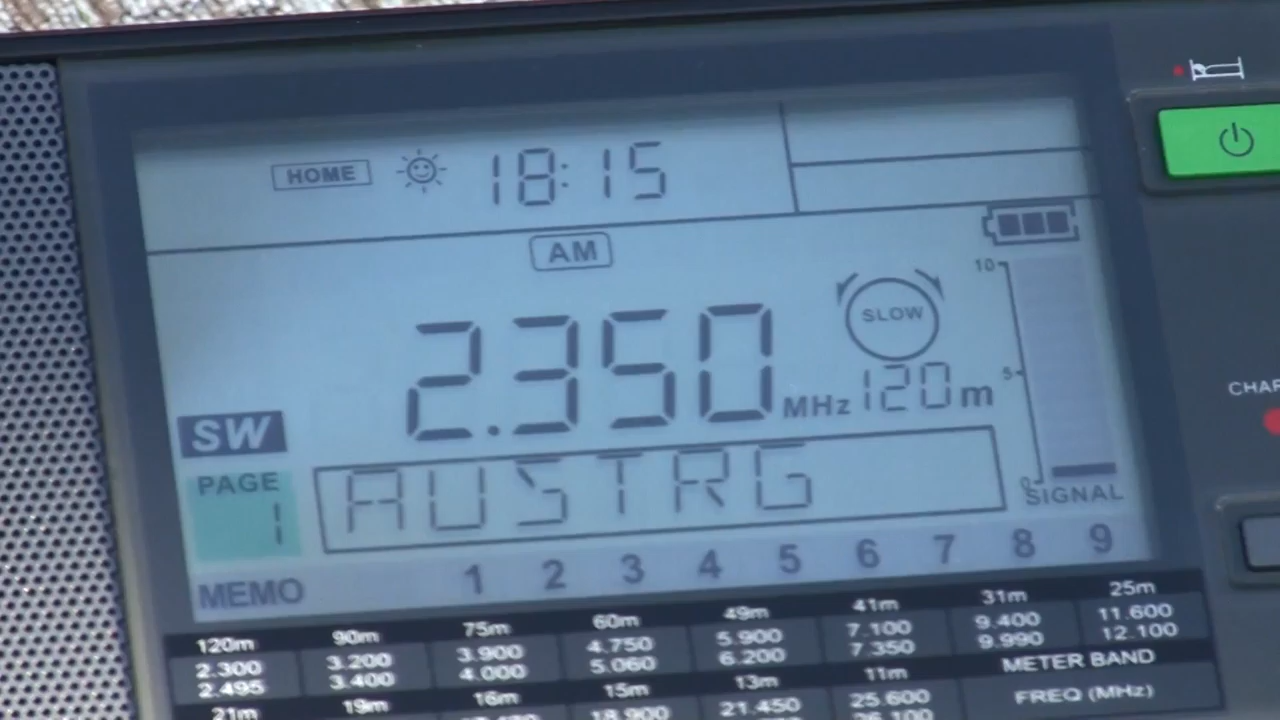 HOME 18:15
AM
10
SLOW
2.350 MHz 120 m
5
SW
PAGE
1
AUSTRG
0
SIGNAL
MEMO 1 2 3 4 5 6 7 8 9
120m 90m 75m 60m 49m 41m 31m 25m
2.300 3.200 3.900 4.750 5.900 7.100 9.400 11.600
2.495 3.400 4.000 5.060 6.200 7.350 9.990 12.100
21m 19m 16m 15m 13m 11m METER BAND
18.900 21.450 25.600 FREQ (MHz)
26.100